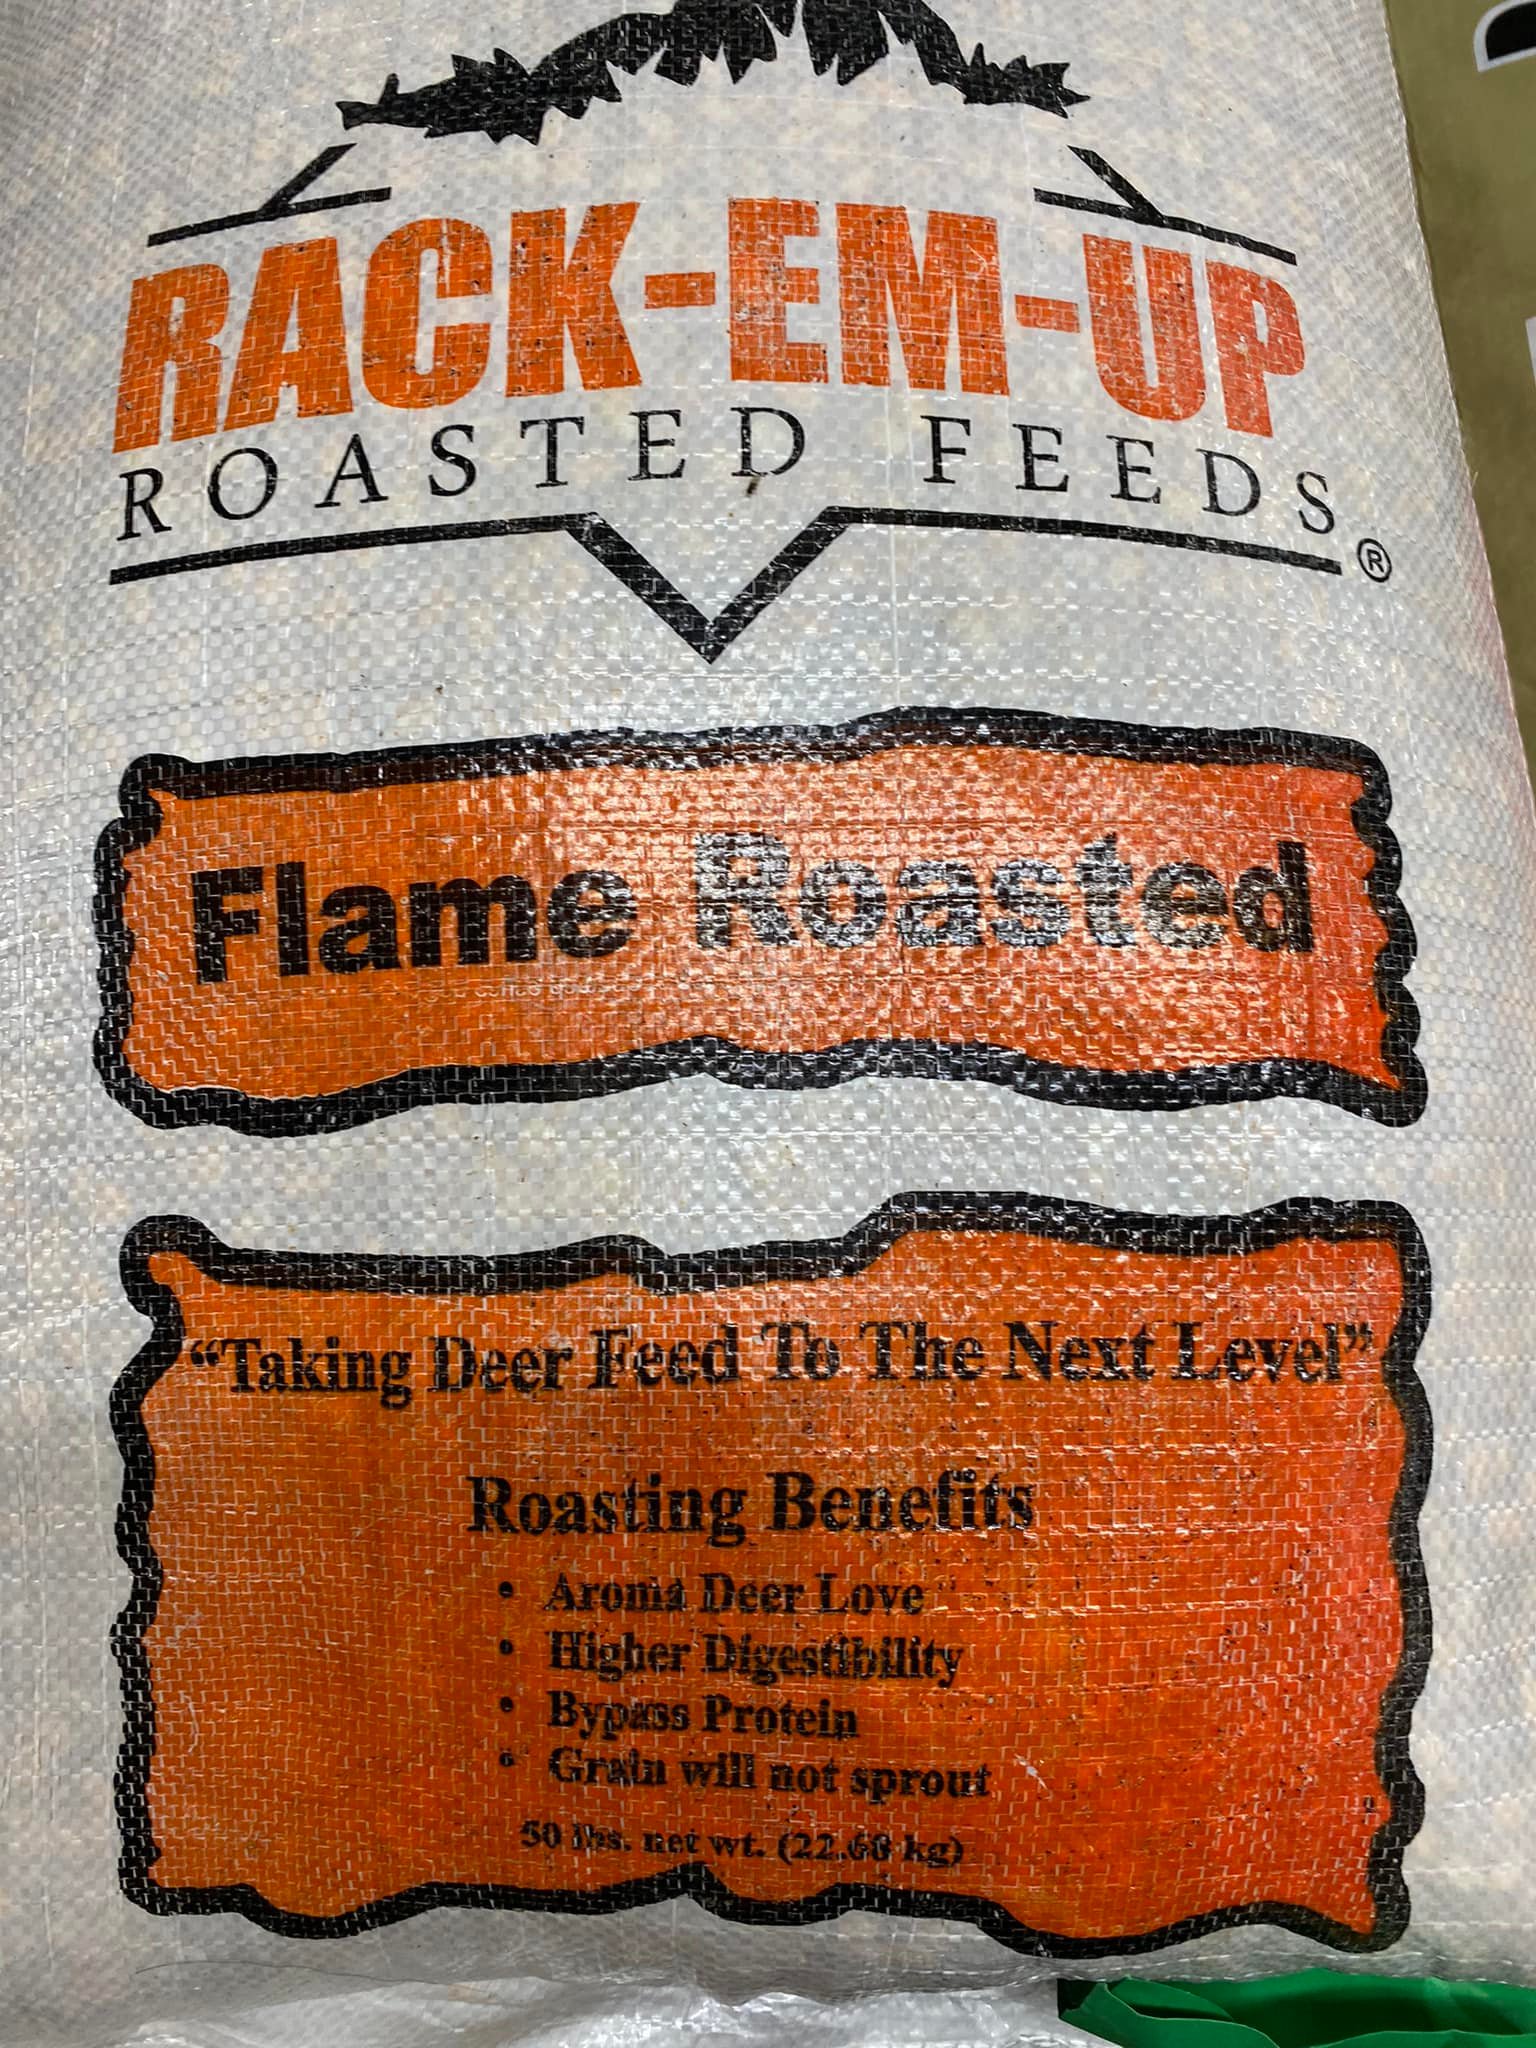 RACK-EM-UP
ROASTED FEEDS®
Flame Roasted
“Taking Deer Feed To The Next Level”
Roasting Benefits
• Aroma Deer Love
• Higher Digestibility
• Bypass Protein
• Grain will not sprout
50 lbs. net wt. (22.68 kg)